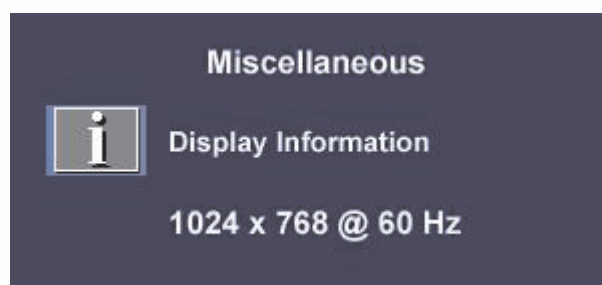 Miscellaneous
i
Display Information
1024 x 768 @ 60 Hz